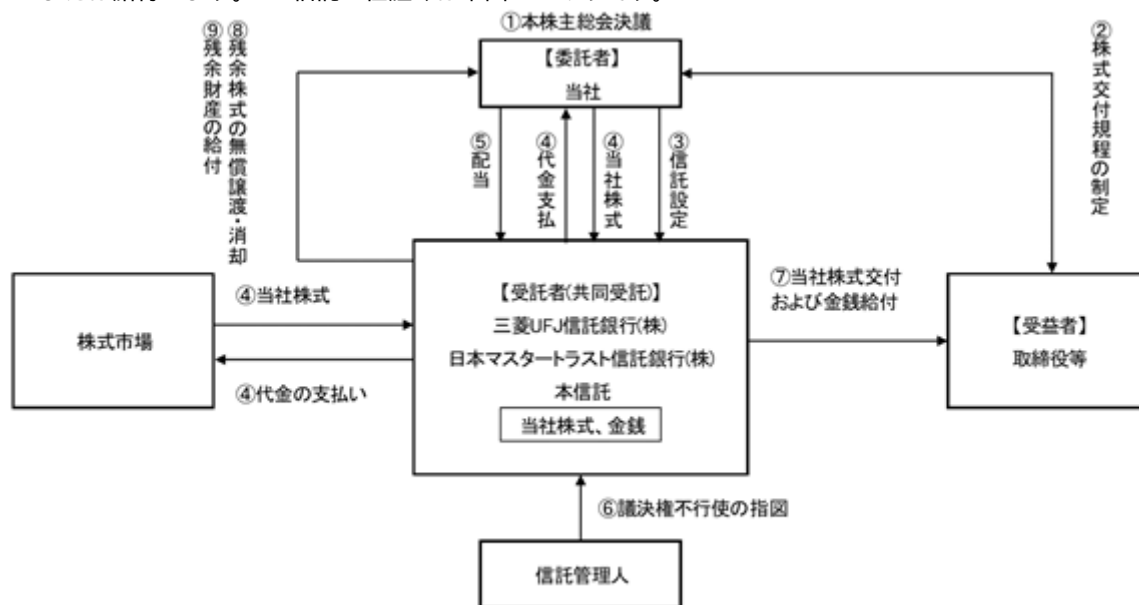 ①本株主総会決議
【委託者】
当社
⑨残余財産の給付
⑧残余株式の無償譲渡・消却
②株式交付規程の制定
⑤配当
④代金支払
④当社株式
③信託設定
④当社株式
株式市場
④代金の支払い
【受託者(共同受託)】
三菱UFJ信託銀行(株)
日本マスタートラスト信託銀行(株)
本信託
当社株式、金銭
⑦当社株式交付
および金銭給付
【受益者】
取締役等
⑥議決権不行使の指図
信託管理人